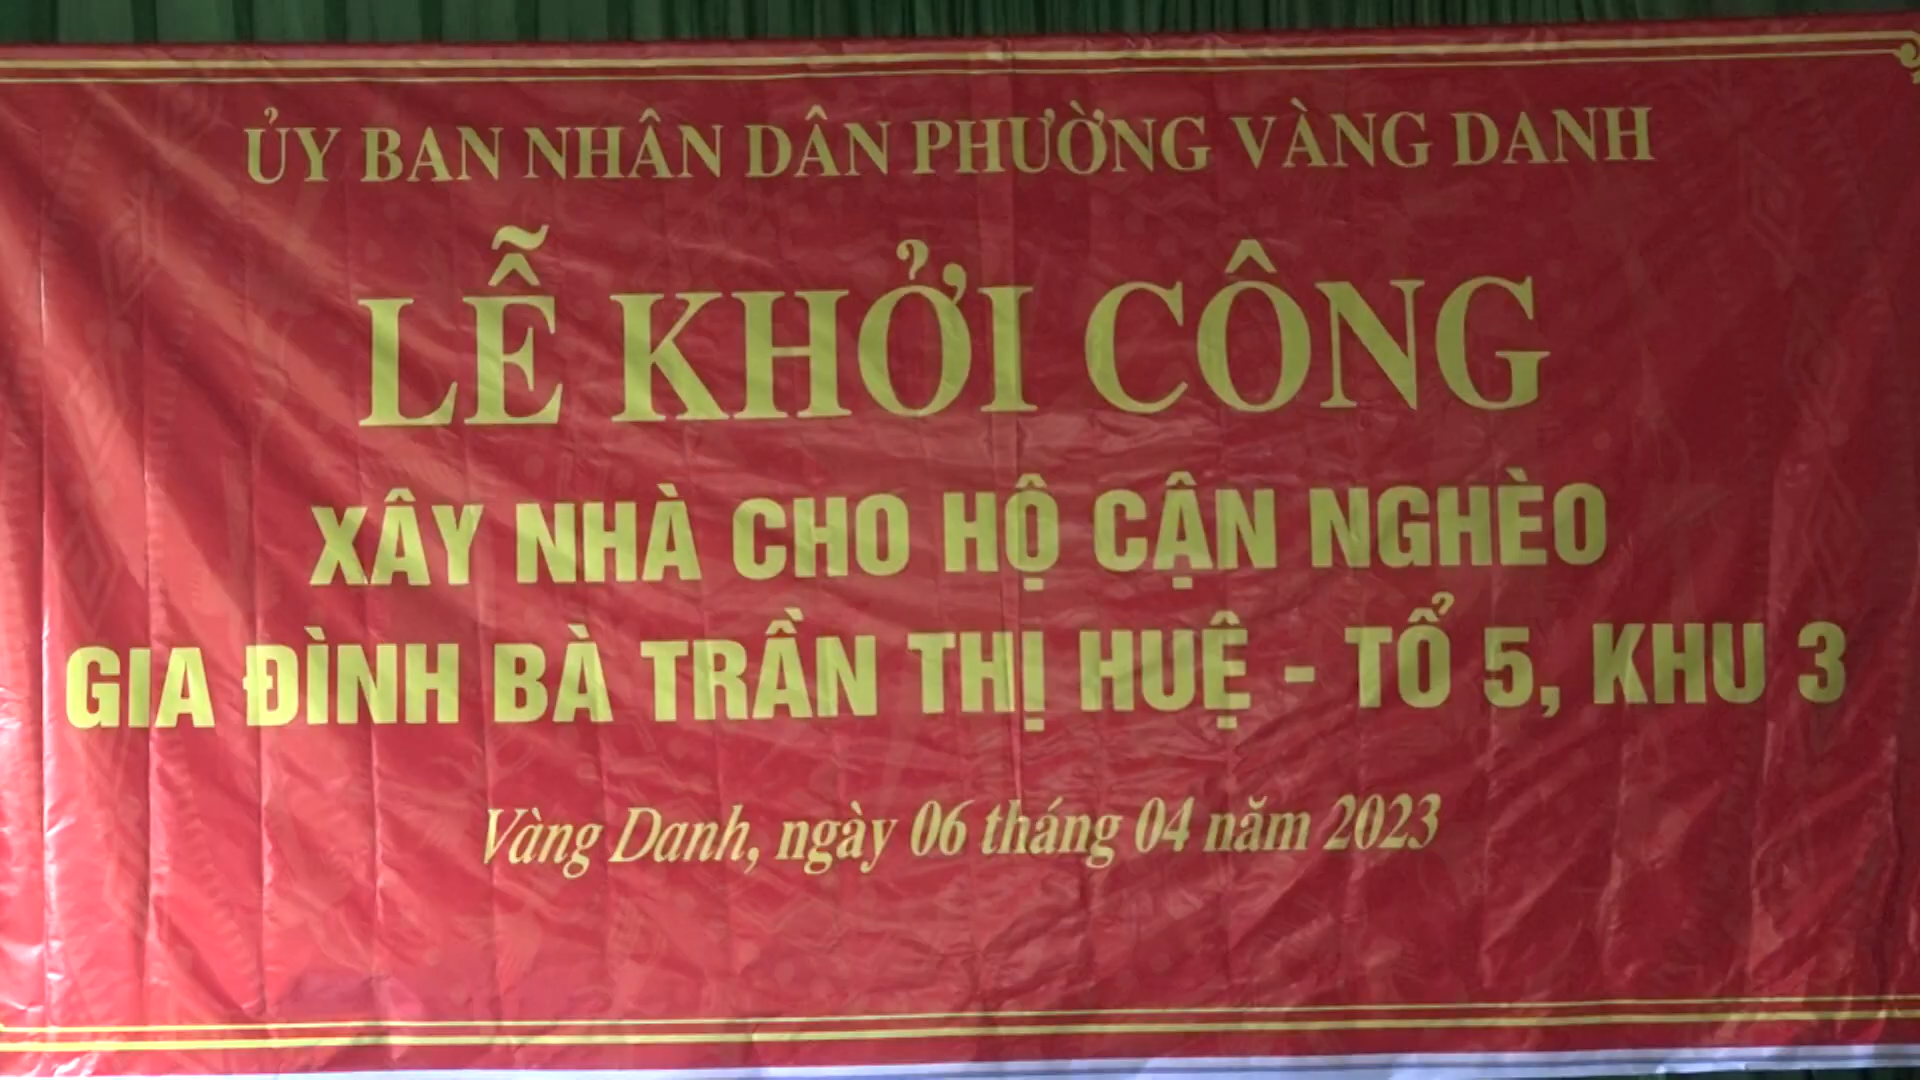 ỦY BAN NHÂN DÂN PHƯỜNG VÀNG DANH
LỄ KHỞI CÔNG
XÂY NHÀ CHO HỘ CẬN NGHÈO
GIA ĐÌNH BÀ TRẦN THỊ HUỆ - TỔ 5, KHU 3
Vàng Danh, ngày 06 tháng 04 năm 2023